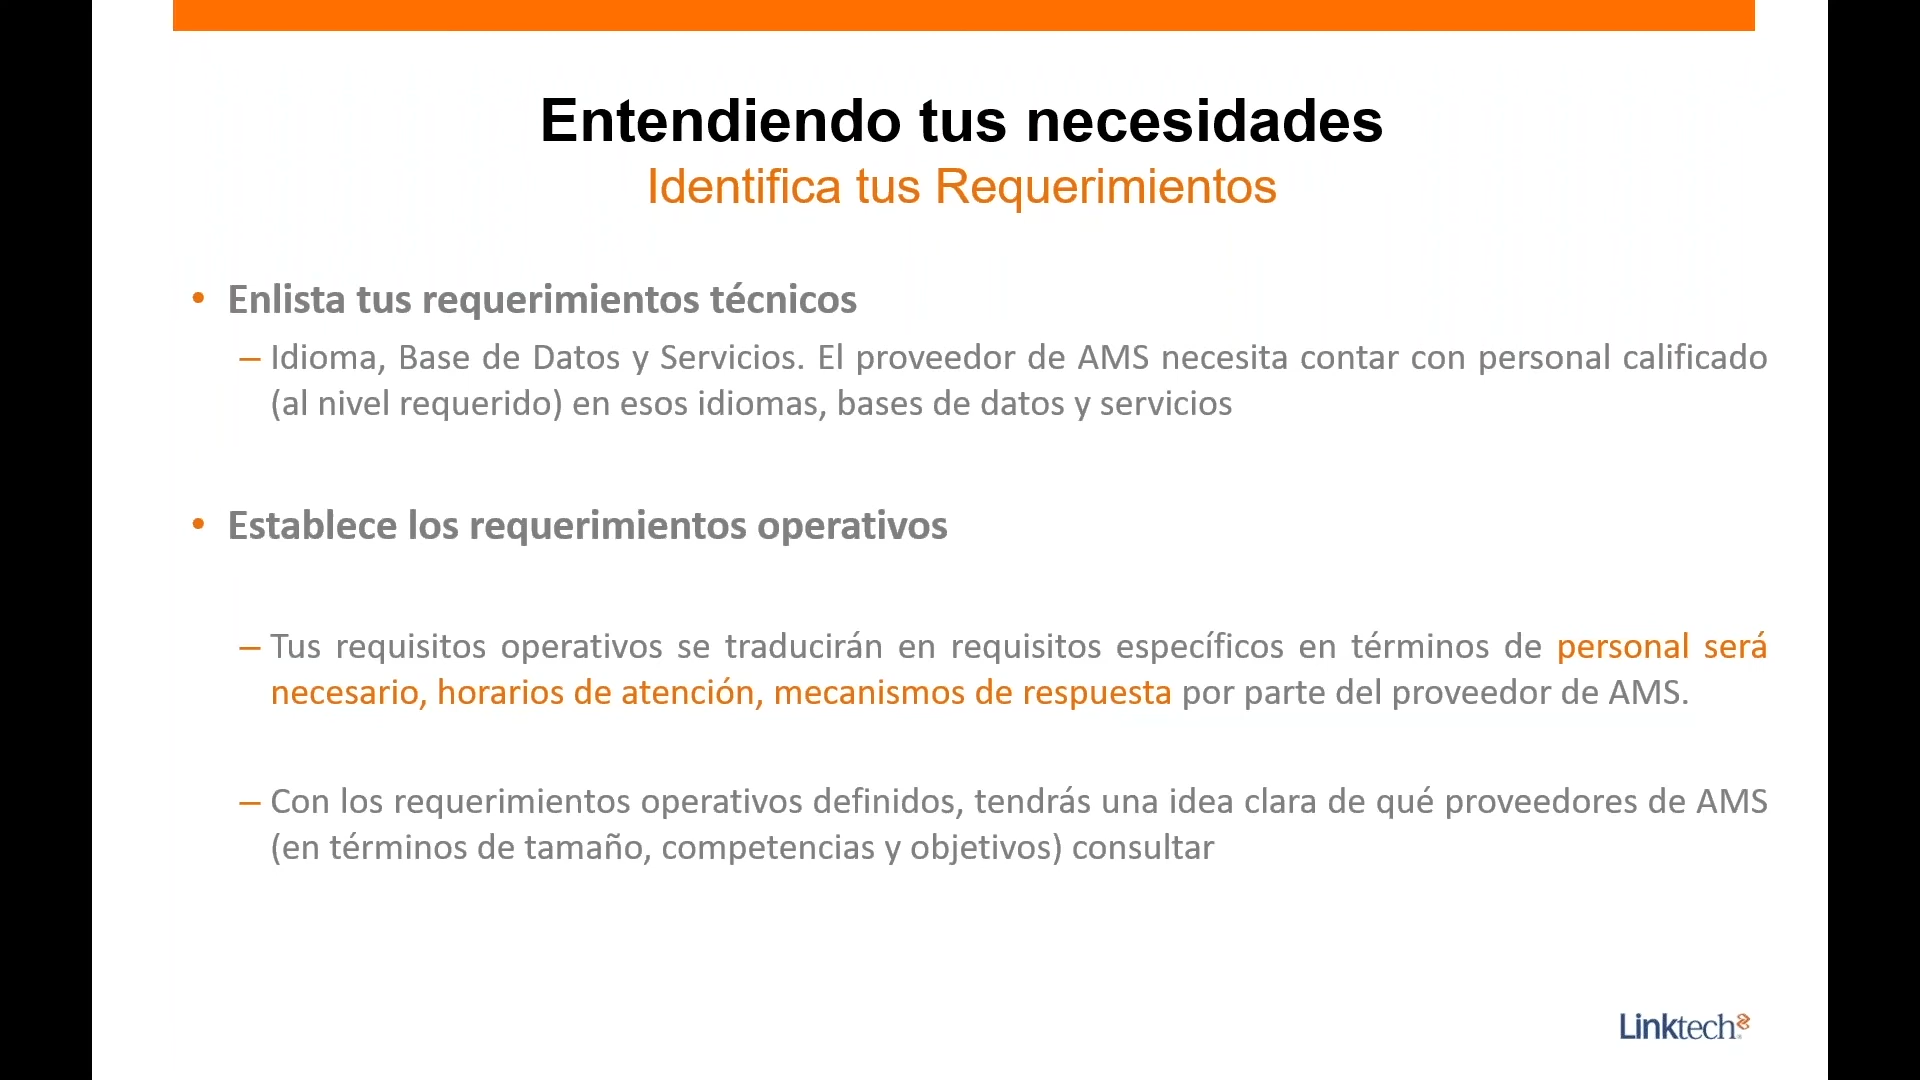 Entendiendo tus necesidades
Identifica tus Requerimientos
• Enlista tus requerimientos técnicos
– Idioma, Base de Datos y Servicios. El proveedor de AMS necesita contar con personal calificado
(al nivel requerido) en esos idiomas, bases de datos y servicios
• Establece los requerimientos operativos
– Tus requisitos operativos se traducirán en requisitos específicos en términos de personal será
necesario, horarios de atención, mecanismos de respuesta por parte del proveedor de AMS.
– Con los requerimientos operativos definidos, tendrás una idea clara de qué proveedores de AMS
(en términos de tamaño, competencias y objetivos) consultar
Linktech